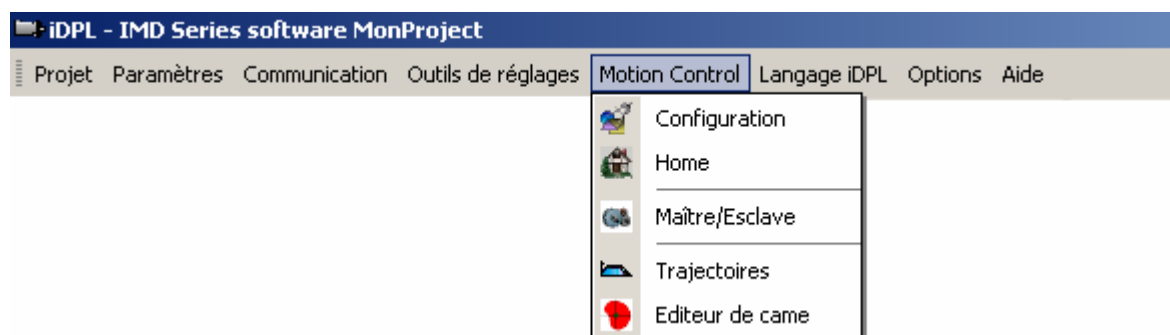 iDPL - IMD Series software MonProject
Projet Paramètres Communication Outils de réglages Motion Control Langage iDPL Options Aide
Configuration
Home
Maître/Esclave
Trajectoires
Editeur de came